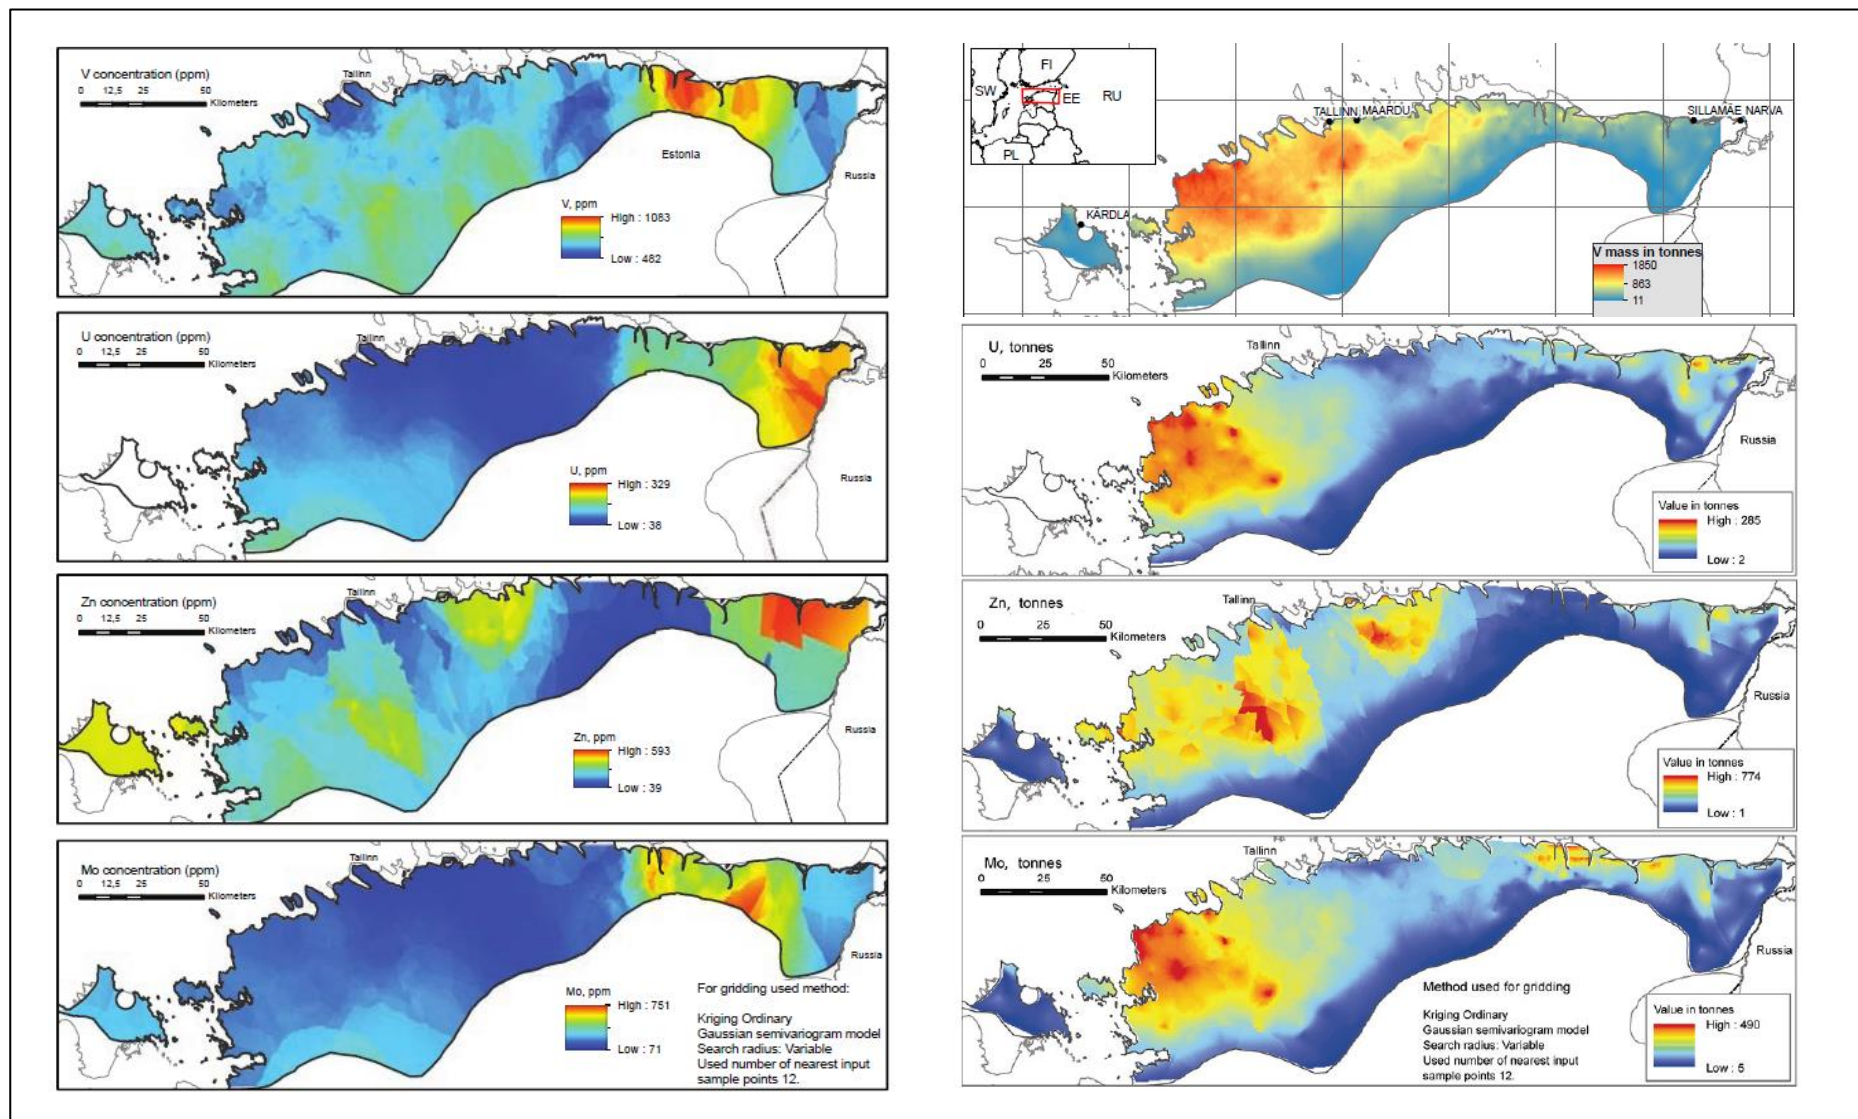 V concentration (ppm)
0 12,5 25 50
Kilometers
Tallinn
Estonia
Russia
V, ppm
High : 1083
Low : 482
U concentration (ppm)
0 12,5 25 50
Kilometers
Tallinn
Russia
U, ppm
High : 329
Low : 38
Zn concentration (ppm)
0 12,5 25 50
Kilometers
Tallinn
Russia
Zn, ppm
High : 593
Low : 39
Mo concentration (ppm)
0 12,5 25 50
Kilometers
Tallinn
Russia
Mo, ppm
High : 751
Low : 71
For gridding used method:
Kriging Ordinary
Gaussian semivariogram model
Search radius: Variable
Used number of nearest input
sample points 12.
FI
SW
EE
RU
PL
TALLINN MAARDU
SILLAMÄE NARVA
KÄRDLA
V mass in tonnes
1850
863
11
U, tonnes
0 25 50
Kilometers
Tallinn
Russia
Value in tonnes
High : 285
Low : 2
Zn, tonnes
0 25 50
Kilometers
Tallinn
Russia
Value in tonnes
High : 774
Low : 1
Mo, tonnes
0 25 50
Kilometers
Tallinn
Russia
Method used for gridding
Kriging Ordinary
Gaussian semivariogram model
Search radius: Variable
Used number of nearest input
sample points 12.
Value in tonnes
High : 490
Low : 5